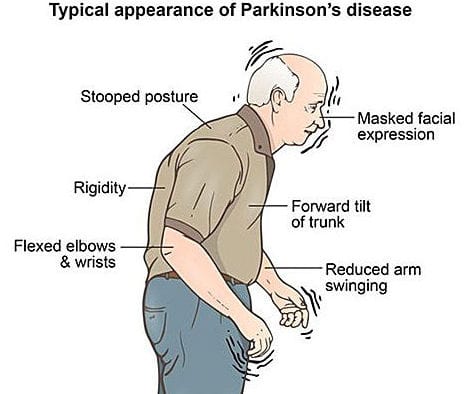 Typical appearance of Parkinson's disease
Stooped posture
Masked facial
expression
Rigidity
Forward tilt
of trunk
Flexed elbows
& wrists
Reduced arm
swinging